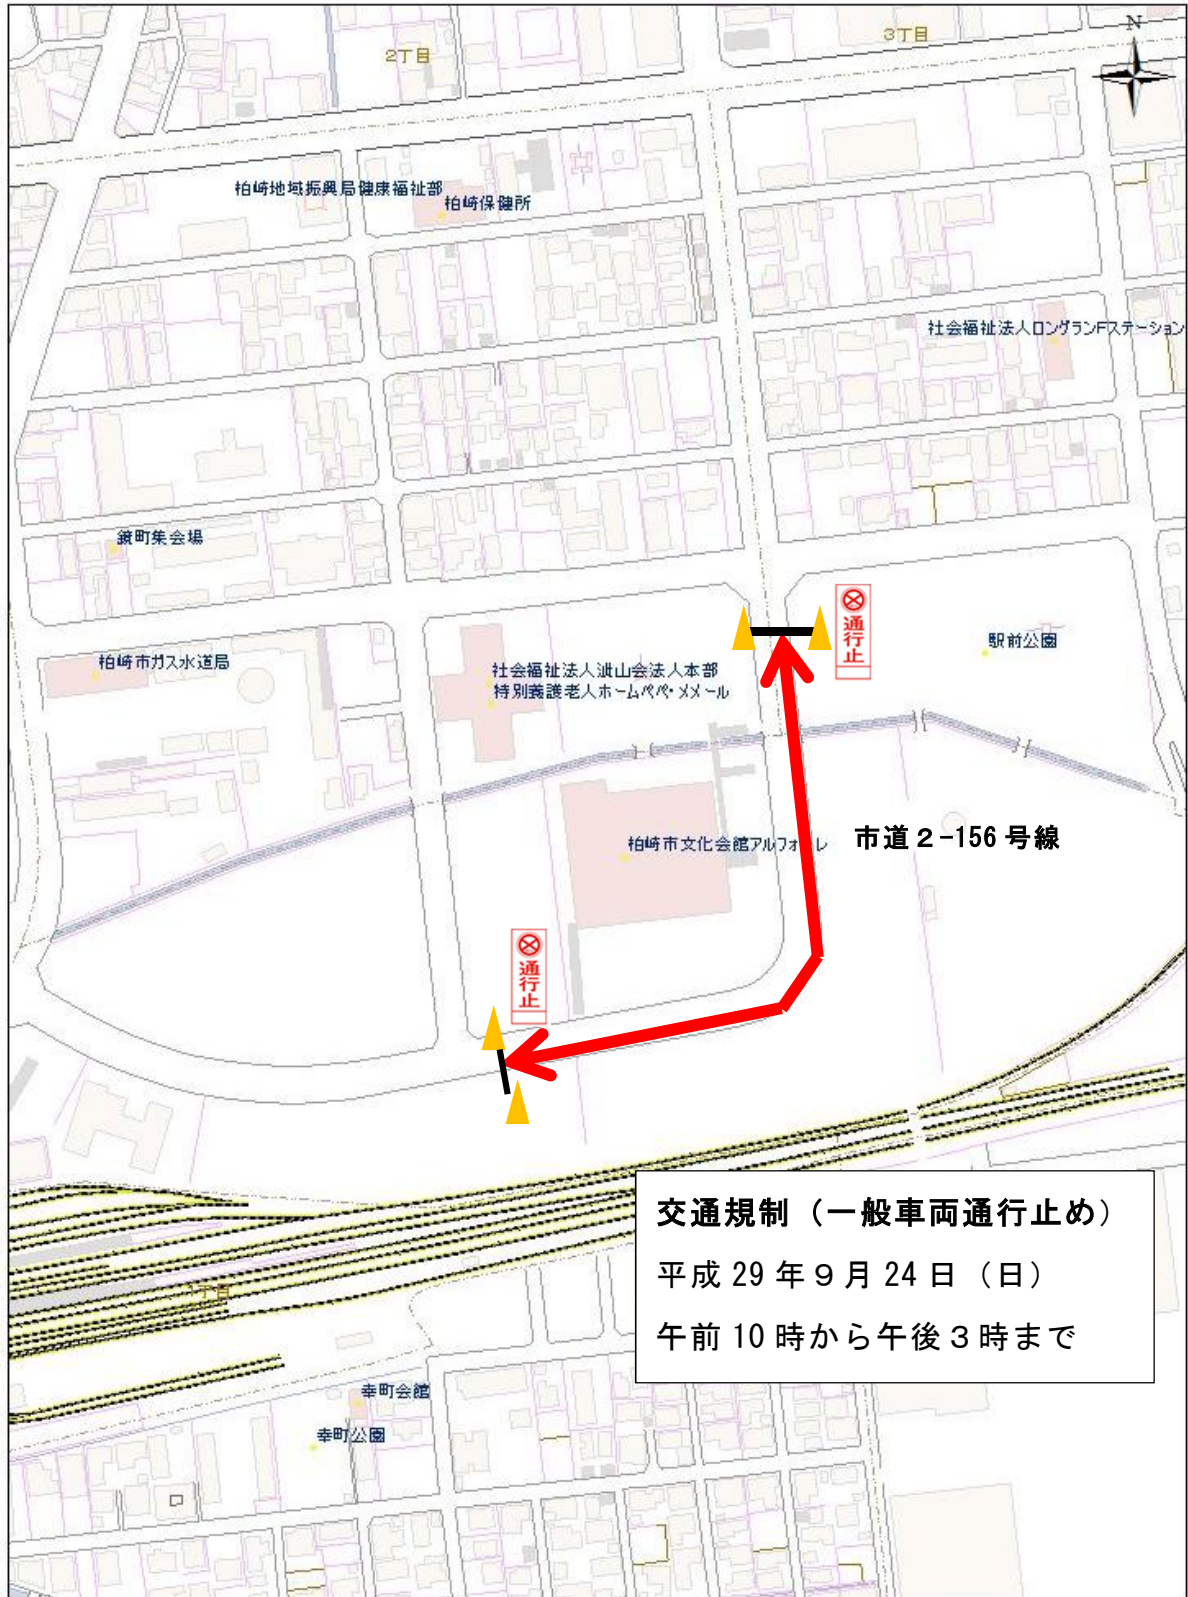 N
3丁目
2丁目
柏崎地域振興局健康福祉部
柏崎保健所
社会福祉法人ロングランFステーション
鏡町集会場
通行止
駅前公園
柏崎市ガス水道局
社会福祉法人泚山会法人本部
特別養護老人ホームペペ・メメール
市道２-156号線
柏崎市文化会館アルフォーレ
通行止
交通規制（一般車両通行止め）
平成29年９月24日（日）
午前10時から午後３時まで
1丁目
幸町会館
幸町公園